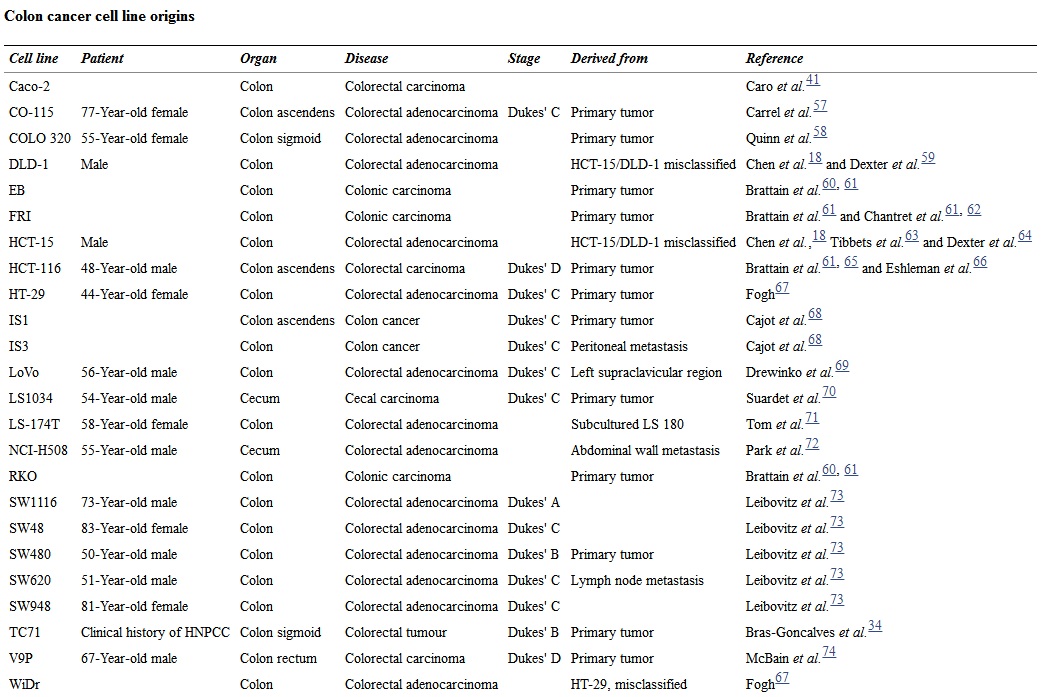 Colon cancer cell line origins
Cell line Patient Organ Disease Stage Derived from Reference
Caco-2 Colon Colorectal carcinoma Caro et al.41
CO-115 77-Year-old female Colon ascendens Colorectal adenocarcinoma Dukes' C Primary tumor Carrel et al.57
COLO 320 55-Year-old female Colon sigmoid Colorectal adenocarcinoma Primary tumor Quinn et al.58
DLD-1 Male Colon Colorectal adenocarcinoma HCT-15/DLD-1 misclassified Chen et al.18 and Dexter et al.59
EB Colon Colonic carcinoma Primary tumor Brattain et al.60, 61
FRI Colon Colonic carcinoma Primary tumor Brattain et al.61 and Chantret et al.61, 62
HCT-15 Male Colon Colorectal adenocarcinoma HCT-15/DLD-1 misclassified Chen et al.,18 Tibbets et al.63 and Dexter et al.64
HCT-116 48-Year-old male Colon ascendens Colorectal carcinoma Dukes' D Primary tumor Brattain et al.61, 65 and Eshleman et al.66
HT-29 44-Year-old female Colon Colorectal adenocarcinoma Dukes' C Primary tumor Fogh67
IS1 Colon ascendens Colon cancer Dukes' C Primary tumor Cajot et al.68
IS3 Colon Colon cancer Dukes' C Peritoneal metastasis Cajot et al.68
LoVo 56-Year-old male Colon Colorectal adenocarcinoma Dukes' C Left supraclavicular region Drewinko et al.69
LS1034 54-Year-old male Cecum Cecal carcinoma Dukes' C Primary tumor Suardet et al.70
LS-174T 58-Year-old female Colon Colorectal adenocarcinoma Subcultured LS 180 Tom et al.71
NCI-H508 55-Year-old male Cecum Colorectal adenocarcinoma Abdominal wall metastasis Park et al.72
RKO Colon Colonic carcinoma Primary tumor Brattain et al.60, 61
SW1116 73-Year-old male Colon Colorectal adenocarcinoma Dukes' A Leibovitz et al.73
SW48 83-Year-old female Colon Colorectal adenocarcinoma Dukes' C Leibovitz et al.73
SW480 50-Year-old male Colon Colorectal adenocarcinoma Dukes' B Primary tumor Leibovitz et al.73
SW620 51-Year-old male Colon Colorectal adenocarcinoma Dukes' C Lymph node metastasis Leibovitz et al.73
SW948 81-Year-old female Colon Colorectal adenocarcinoma Dukes' C Leibovitz et al.73
TC71 Clinical history of HNPCC Colon sigmoid Colorectal tumour Dukes' B Primary tumor Bras-Goncalves et al.34
V9P 67-Year-old male Colon rectum Colorectal carcinoma Dukes' D Primary tumor McBain et al.74
WiDr Colon Colorectal adenocarcinoma HT-29, misclassified Fogh67